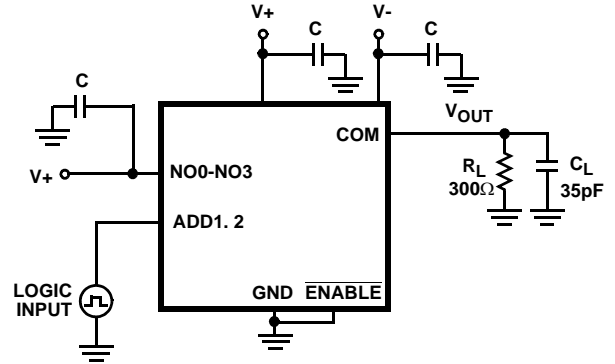 V+
V-
C
C
C
V+
NO0-NO3
COM
VOUT
RL
300Ω
CL
35pF
ADD1. 2
LOGIC
INPUT
GND
ENABLE